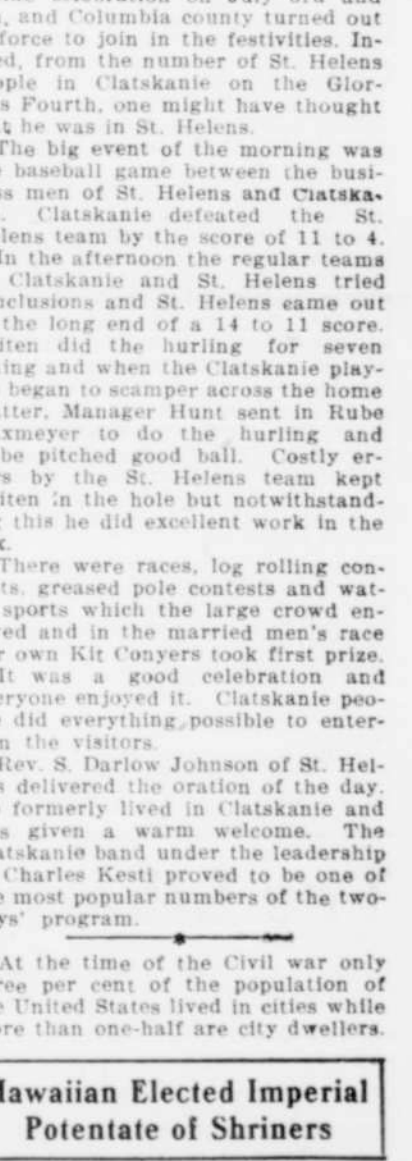 celebration on July 3rd and
, and Columbia county turned out
force to join in the festivities. In-
ed, from the number of St. Helens
ople in Clatskanie on the Glor-
s Fourth, one might have thought
t he was in St. Helens.
The big event of the morning was
e baseball game between the busi-
ss men of St. Helens and Clatska-
. Clatskanie defeated the St.
lens team by the score of 11 to 4.
In the afternoon the regular teams
Clatskanie and St. Helens tried
nclusions and St. Helens came out
the long end of a 14 to 11 score.
iten did the hurling for seven
ning and when the Clatskanie play-
began to scamper across the home
atter, Manager Hunt sent in Rube
xmeyer to do the hurling and
be pitched good ball. Costly er-
rs by the St. Helens team kept
iten in the hole but notwithstand-
g this he did excellent work in the
x.
There were races, log rolling con-
ts, greased pole contests and wat-
sports which the large crowd en-
yed and in the married men's race
r own Kit Conyers took first prize.
It was a good celebration and
eryone enjoyed it. Clatskanie peo-
e did everything possible to enter-
n the visitors.
Rev. S. Darlow Johnson of St. Hel-
s delivered the oration of the day.
formerly lived in Clatskanie and
s given a warm welcome. The
atskanie band under the leadership
Charles Kesti proved to be one of
e most popular numbers of the two-
ys' program.
At the time of the Civil war only
ree per cent of the population of
e United States lived in cities while
ore than one-half are city dwellers.
Hawaiian Elected Imperial
Potentate of Shriners